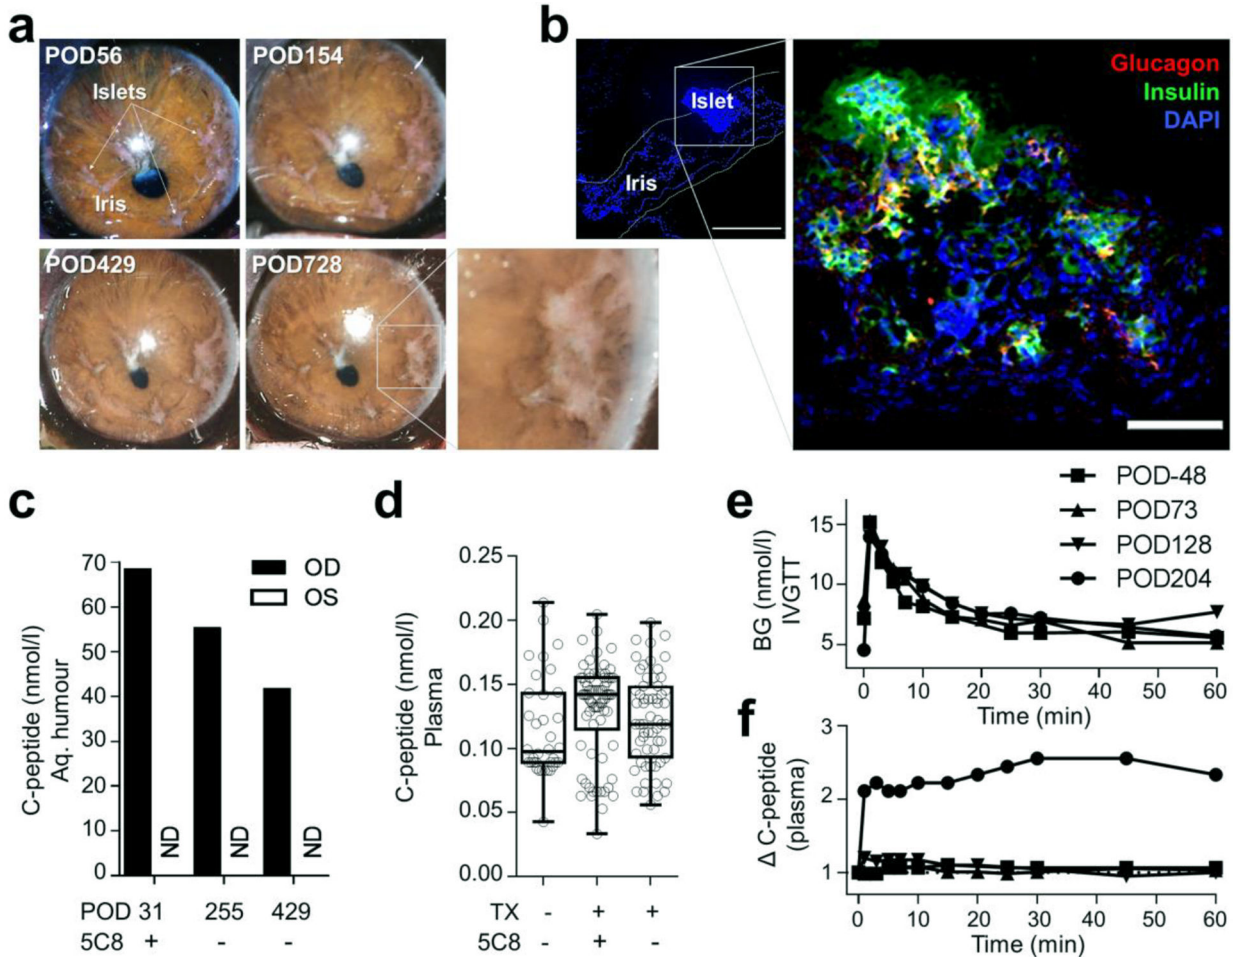 a
POD56
Islets
Iris
POD154
POD429
POD728
b
Islet
Iris
Glucagon
Insulin
DAPI
c
C-peptide (nmol/l)
Aq. humour
70
60
50
40
30
20
10
0
OD
OS
ND
ND
ND
POD 31 255 429
5C8 + - -
d
C-peptide (nmol/l)
Plasma
0.25
0.20
0.15
0.10
0.05
0.00
TX - + +
5C8 - + -
e
BG (nmol/l)
IVGTT
15
10
5
POD-48
POD73
POD128
POD204
0 10 20 30 40 50 60
Time (min)
f
Δ C-peptide
(plasma)
3
2
1
0 10 20 30 40 50 60
Time (min)